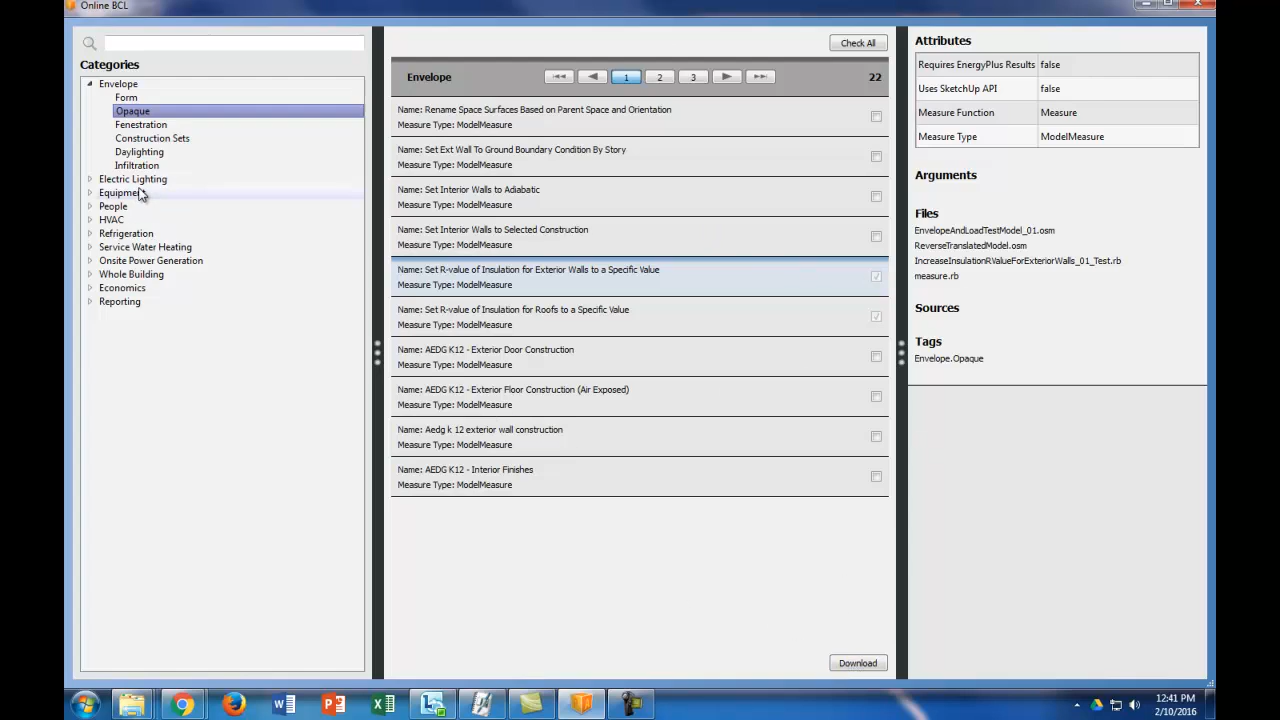 Online BCL
Categories
Envelope
Form
Opaque
Fenestration
Construction Sets
Daylighting
Infiltration
Electric Lighting
Equipment
People
HVAC
Refrigeration
Service Water Heating
Onsite Power Generation
Whole Building
Economics
Reporting
Check All
Envelope
1
2
3
22
Name: Rename Space Surfaces Based on Parent Space and Orientation
Measure Type: ModelMeasure
Name: Set Ext Wall To Ground Boundary Condition By Story
Measure Type: ModelMeasure
Name: Set Interior Walls to Adiabatic
Measure Type: ModelMeasure
Name: Set Interior Walls to Selected Construction
Measure Type: ModelMeasure
Name: Set R-value of Insulation for Exterior Walls to a Specific Value
Measure Type: ModelMeasure
Name: Set R-value of Insulation for Roofs to a Specific Value
Measure Type: ModelMeasure
Name: AEDG K12 - Exterior Door Construction
Measure Type: ModelMeasure
Name: AEDG K12 - Exterior Floor Construction (Air Exposed)
Measure Type: ModelMeasure
Name: Aedg k 12 exterior wall construction
Measure Type: ModelMeasure
Name: AEDG K12 - Interior Finishes
Measure Type: ModelMeasure
Download
Attributes
Requires EnergyPlus Results false
Uses SketchUp API false
Measure Function Measure
Measure Type ModelMeasure
Arguments
Files
EnvelopeAndLoadTestModel_01.osm
ReverseTranslatedModel.osm
IncreaseInsulationRValueForExteriorWalls_01_Test.rb
measure.rb
Sources
Tags
Envelope.Opaque
12:41 PM
2/10/2016